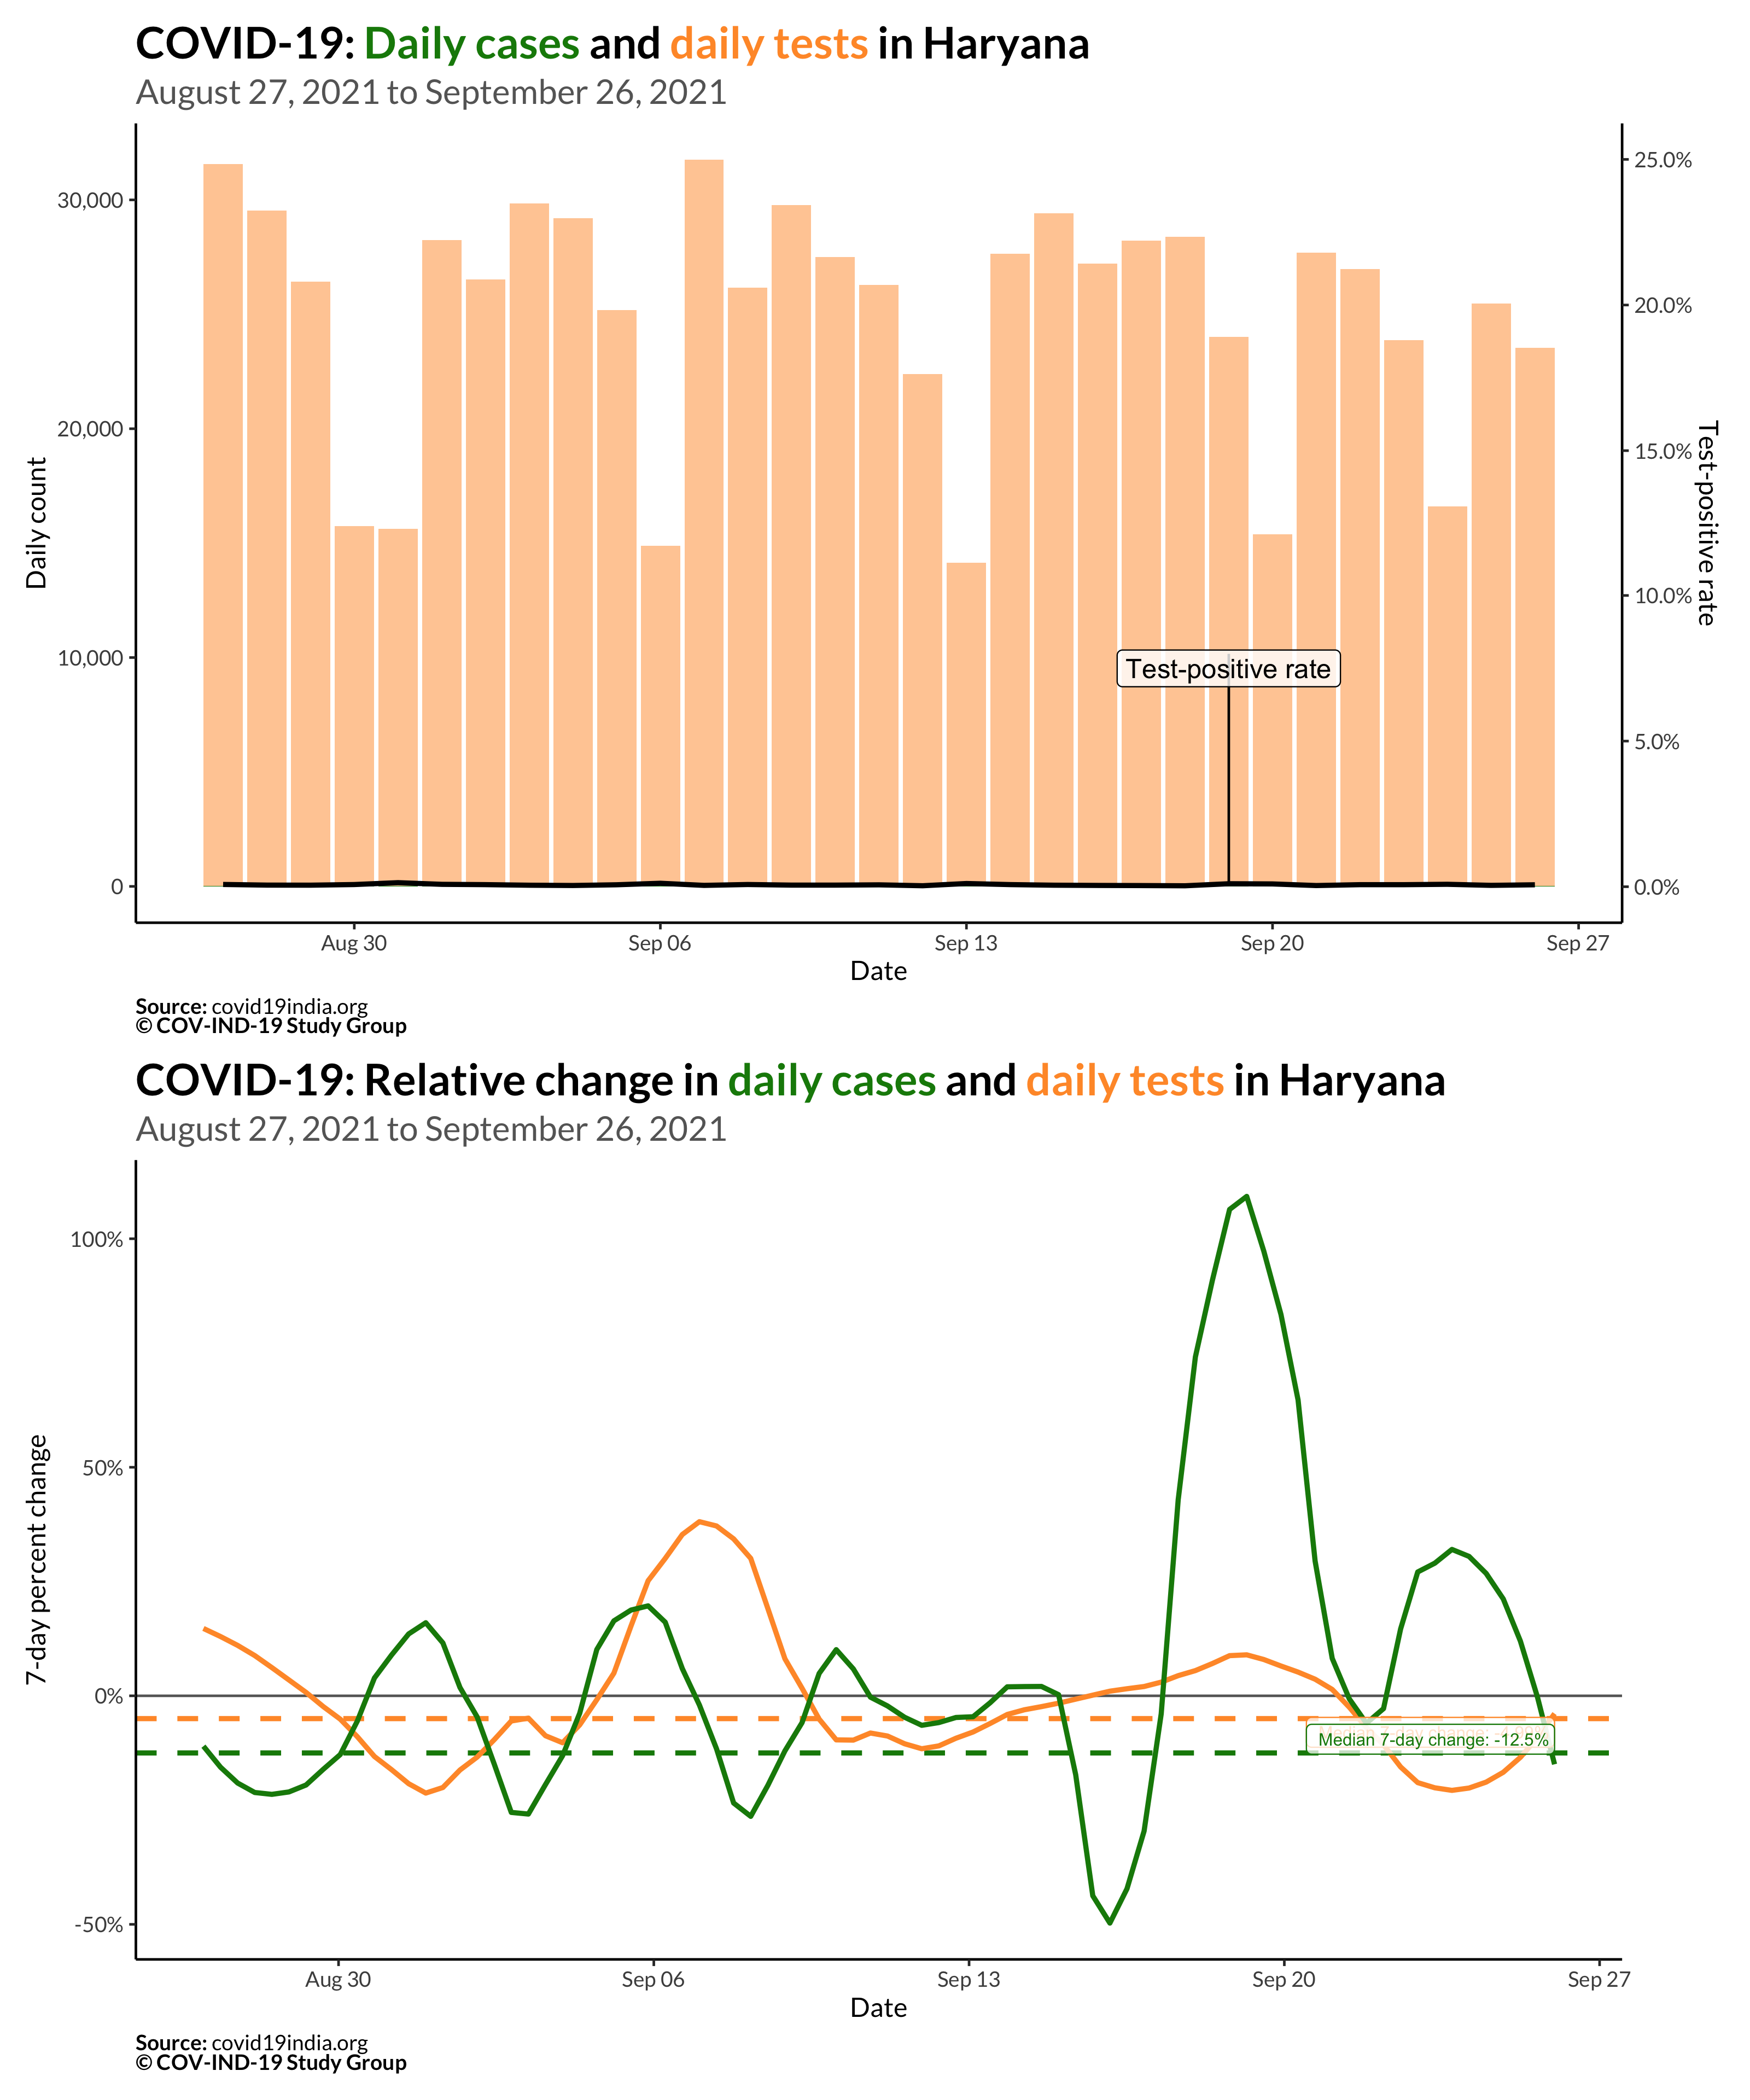 COVID-19: Daily cases and daily tests in Haryana
August 27, 2021 to September 26, 2021
30,000
20,000
10,000
0
Daily count
25.0%
20.0%
15.0%
10.0%
5.0%
0.0%
Test-positive rate
Test-positive rate
Aug 30
Sep 06
Sep 13
Sep 20
Sep 27
Date
Source: covid19india.org
© COV-IND-19 Study Group
COVID-19: Relative change in daily cases and daily tests in Haryana
August 27, 2021 to September 26, 2021
100%
50%
0%
-50%
7-day percent change
Median 7-day change:
Median 7-day change: -12.5%
Aug 30
Sep 06
Sep 13
Sep 20
Sep 27
Date
Source: covid19india.org
© COV-IND-19 Study Group